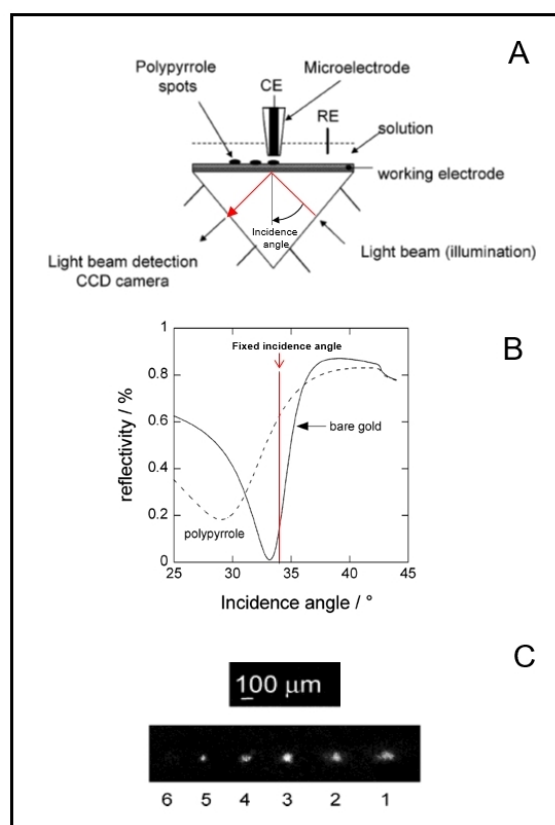 A
Polypyrrole
spots
CE
Microelectrode
RE
solution
working electrode
Incidence
angle
Light beam detection
CCD camera
Light beam (illumination)
B
1
0.8
0.6
0.4
0.2
0
reflectivity / %
Fixed incidence angle
bare gold
polypyrrole
25 30 35 40 45
Incidence angle / °
C
100 μm
6 5 4 3 2 1